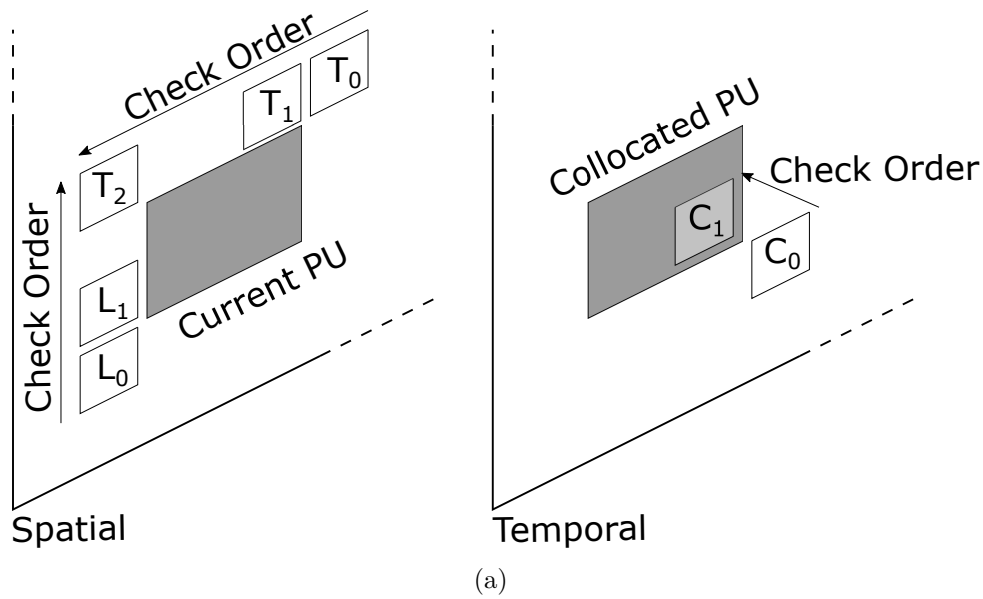 Check Order
T0
T1
T2
Check Order
L1
L0
Current PU
Spatial
Collocated PU
Check Order
C1
C0
Temporal
(a)